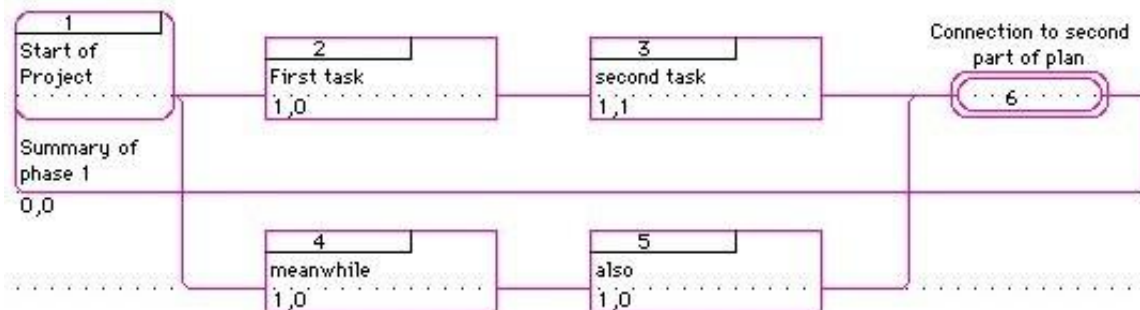 1
Start of
Project
2
First task
1,0
3
second task
1,1
Connection to second
part of plan
6
Summary of
phase 1
0,0
4
meanwhile
1,0
5
also
1,0